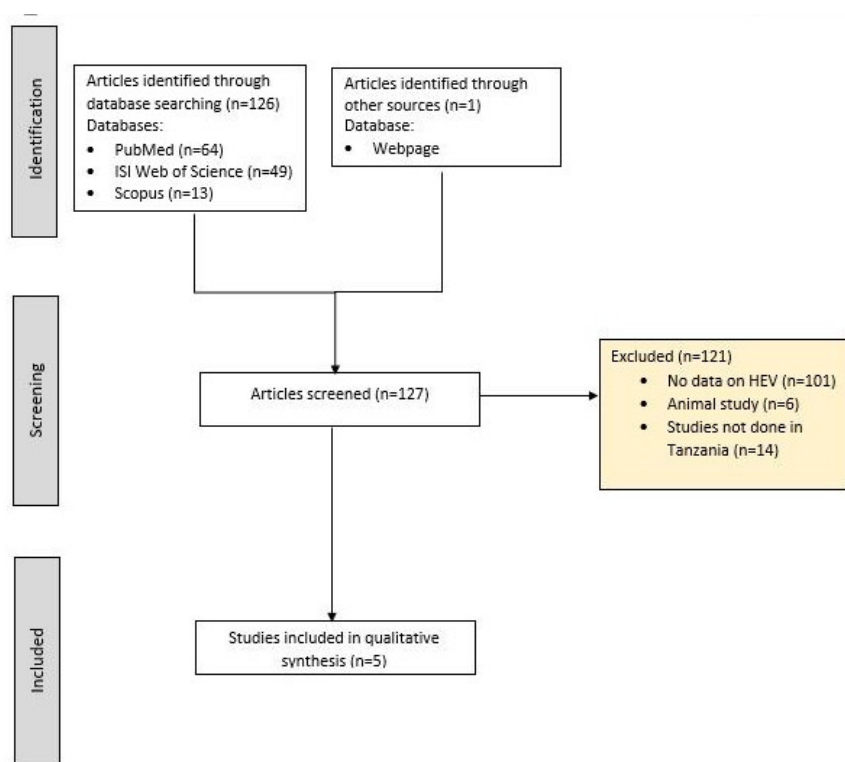 Identification
Articles identified through
database searching (n=126)
Databases:
• PubMed (n=64)
• ISI Web of Science (n=49)
• Scopus (n=13)
Articles identified through
other sources (n=1)
Database:
• Webpage
Screening
Articles screened (n=127)
Excluded (n=121)
• No data on HEV (n=101)
• Animal study (n=6)
• Studies not done in
Tanzania (n=14)
Included
Studies included in qualitative
synthesis (n=5)